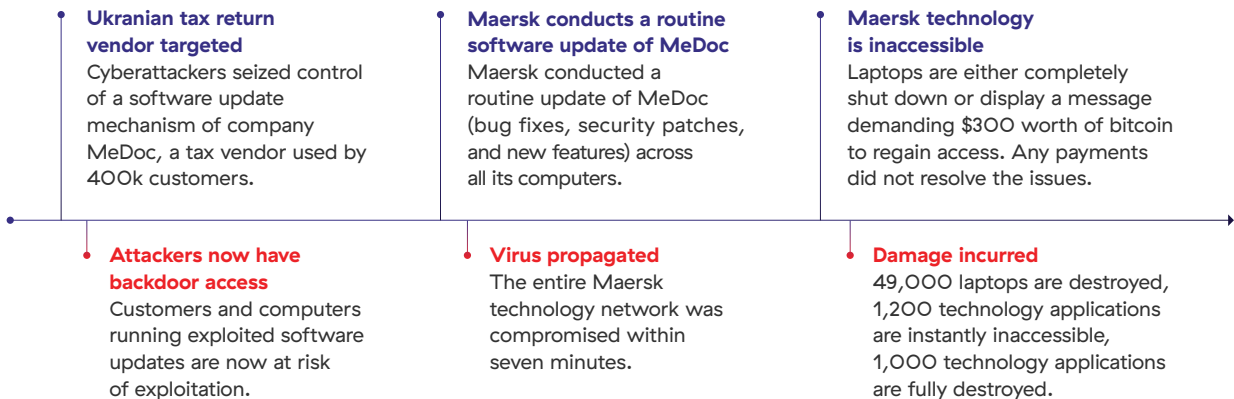 Ukranian tax return
vendor targeted
Cyberattackers seized control
of a software update
mechanism of company
MeDoc, a tax vendor used by
400k customers.
Maersk conducts a routine
software update of MeDoc
Maersk conducted a
routine update of MeDoc
(bug fixes, security patches,
and new features) across
all its computers.
Maersk technology
is inaccessible
Laptops are either completely
shut down or display a message
demanding $300 worth of bitcoin
to regain access. Any payments
did not resolve the issues.
Attackers now have
backdoor access
Customers and computers
running exploited software
updates are now at risk
of exploitation.
Virus propagated
The entire Maersk
technology network was
compromised within
seven minutes.
Damage incurred
49,000 laptops are destroyed,
1,200 technology applications
are instantly inaccessible,
1,000 technology applications
are fully destroyed.